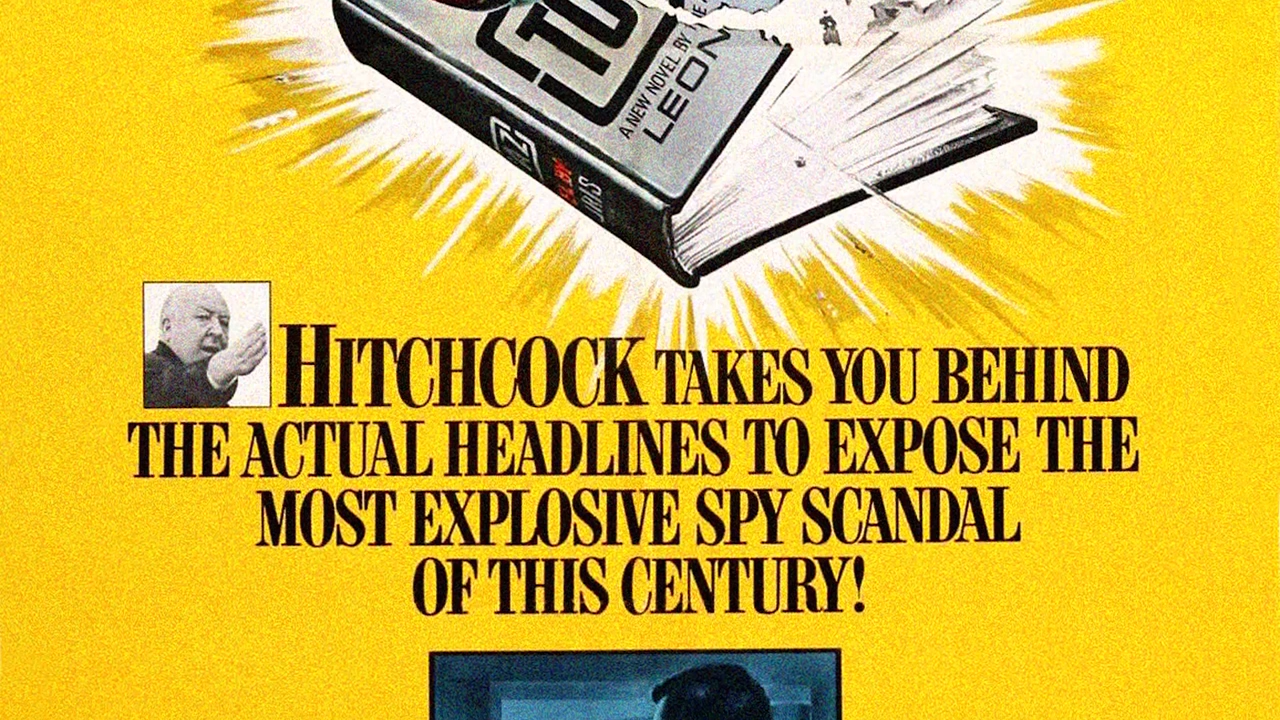 TO
A NEW NOVEL BY
LEON
AZ
HITCHCOCK TAKES YOU BEHIND
THE ACTUAL HEADLINES TO EXPOSE THE
MOST EXPLOSIVE SPY SCANDAL
OF THIS CENTURY!